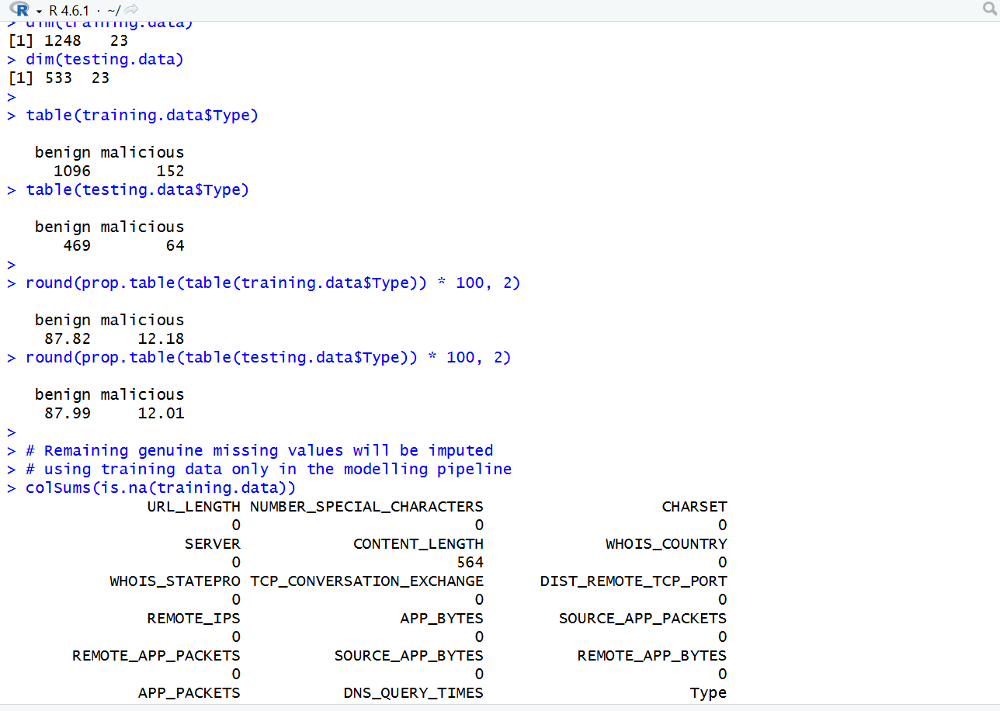 R 4.6.1 · ~/
> dim(training.data)
[1] 1248   23
> dim(testing.data)
[1] 533  23
>
> table(training.data$Type)

   benign malicious
     1096       152
> table(testing.data$Type)

   benign malicious
      469        64
>
> round(prop.table(table(training.data$Type)) * 100, 2)

   benign malicious
    87.82     12.18
> round(prop.table(table(testing.data$Type)) * 100, 2)

   benign malicious
    87.99     12.01
>
> # Remaining genuine missing values will be imputed
> # using training data only in the modelling pipeline
> colSums(is.na(training.data))
               URL_LENGTH NUMBER_SPECIAL_CHARACTERS                   CHARSET
                        0                         0                         0
                   SERVER            CONTENT_LENGTH             WHOIS_COUNTRY
                        0                       564                         0
           WHOIS_STATEPRO TCP_CONVERSATION_EXCHANGE      DIST_REMOTE_TCP_PORT
                        0                         0                         0
               REMOTE_IPS                 APP_BYTES        SOURCE_APP_PACKETS
                        0                         0                         0
       REMOTE_APP_PACKETS          SOURCE_APP_BYTES          REMOTE_APP_BYTES
                        0                         0                         0
              APP_PACKETS           DNS_QUERY_TIMES                      Type